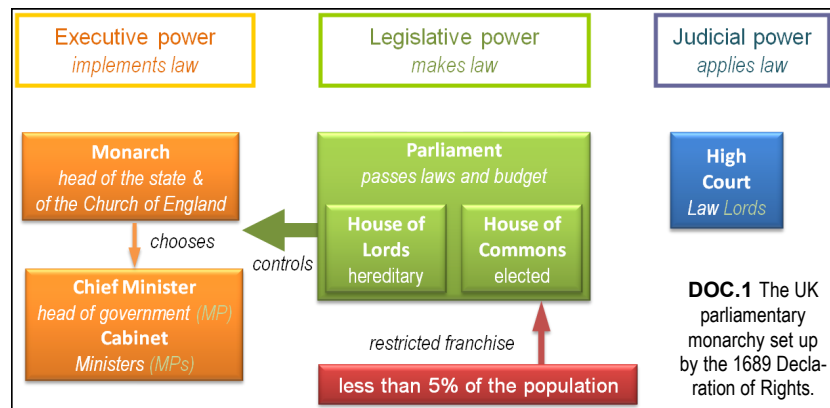 Executive power
implements law
Legislative power
makes law
Judicial power
applies law
Monarch
head of the state &
of the Church of England
chooses
Chief Minister
head of government (MP)
Cabinet
Ministers (MPs)
controls
Parliament
passes laws and budget
House of
Lords
hereditary
House of
Commons
elected
restricted franchise
less than 5% of the population
High
Court
Law Lords
DOC.1 The UK
parliamentary
monarchy set up
by the 1689 Decla-
ration of Rights.